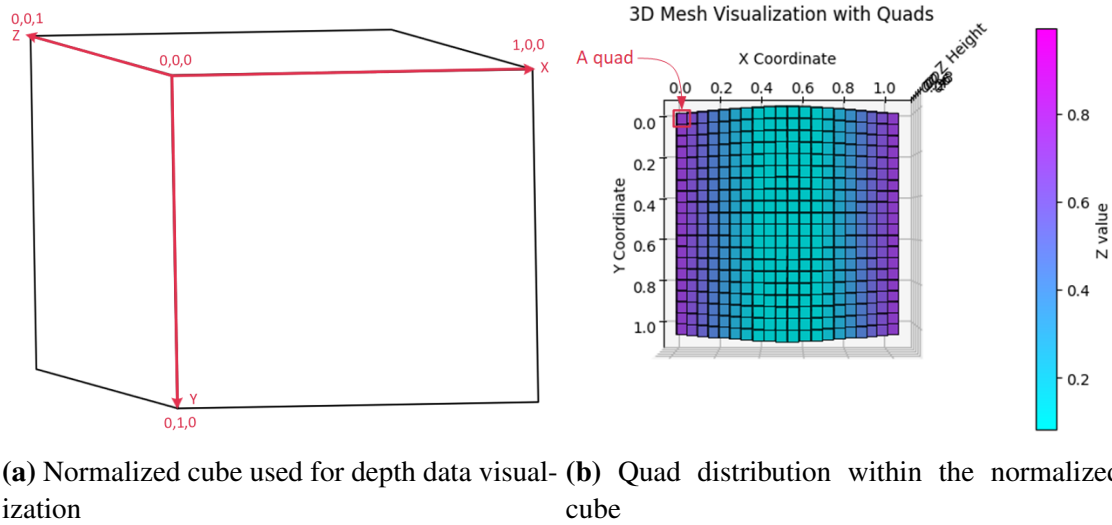 0,0,1
Z
0,0,0
1,0,0
X
Y
0,1,0
3D Mesh Visualization with Quads
A quad
X Coordinate
Z Height
0.0 0.2 0.4 0.6 0.8 1.0
0.0
0.2
0.4
0.6
0.8
1.0
Y Coordinate
0.8
0.6
0.4
0.2
Z value
(a) Normalized cube used for depth data visual-
ization
(b) Quad distribution within the normalized
cube